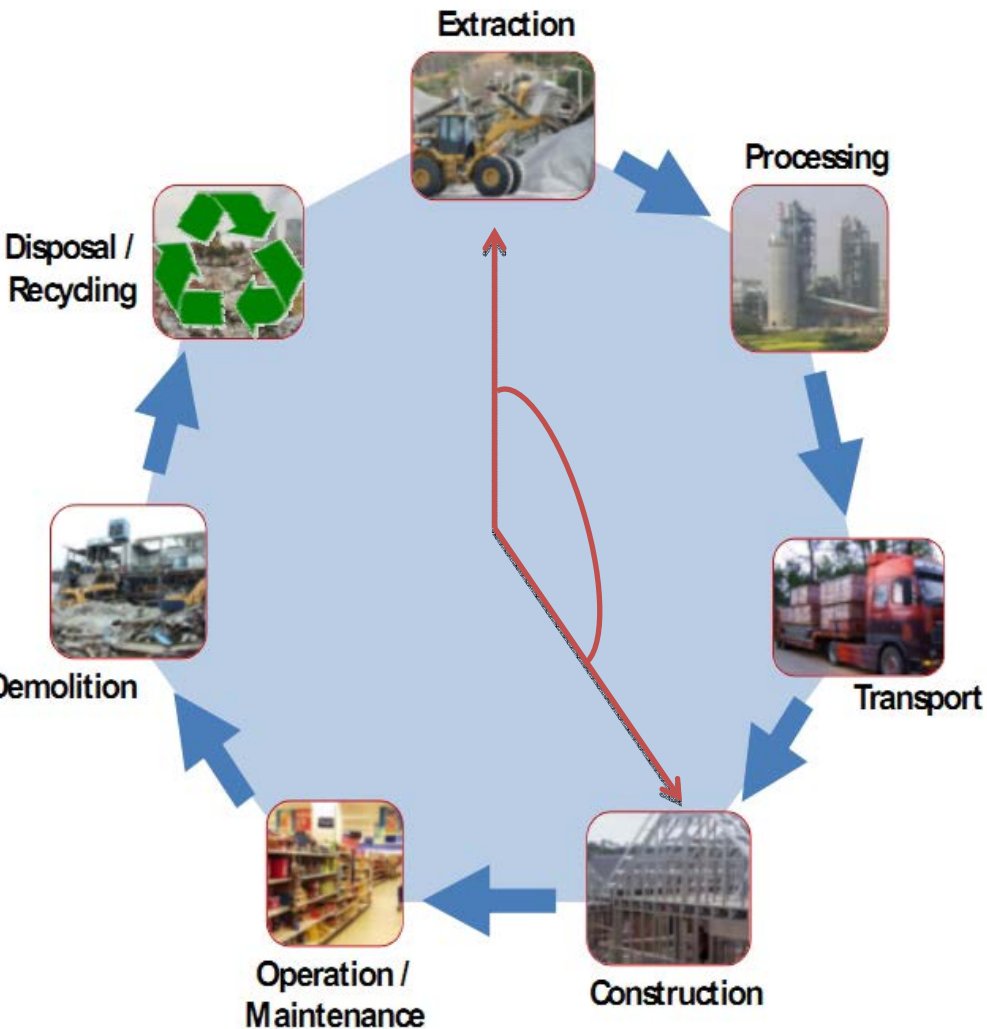 Extraction
Processing
Transport
Construction
Operation /
Maintenance
Demolition
Disposal /
Recycling